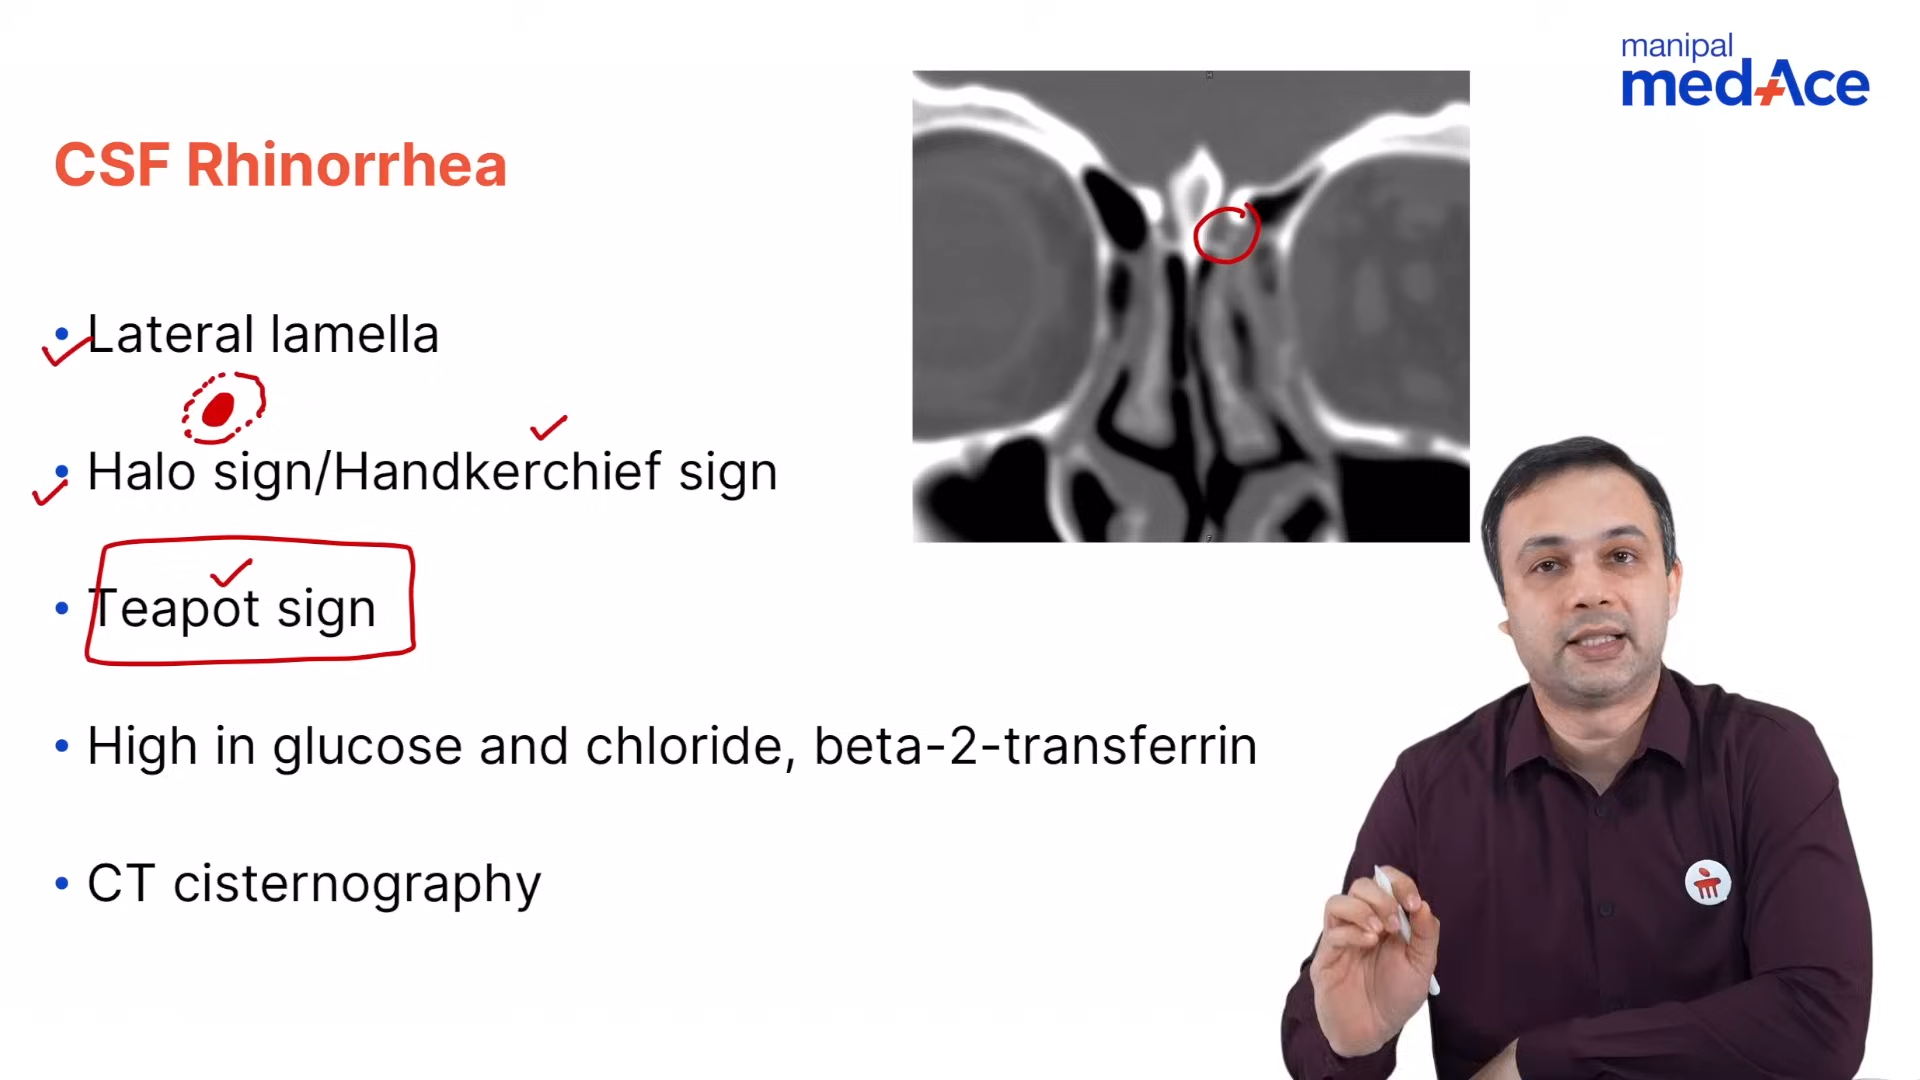 manipal
medAce
CSF Rhinorrhea
• Lateral lamella
• Halo sign/Handkerchief sign
• Teapot sign
• High in glucose and chloride, beta-2-transferrin
• CT cisternography